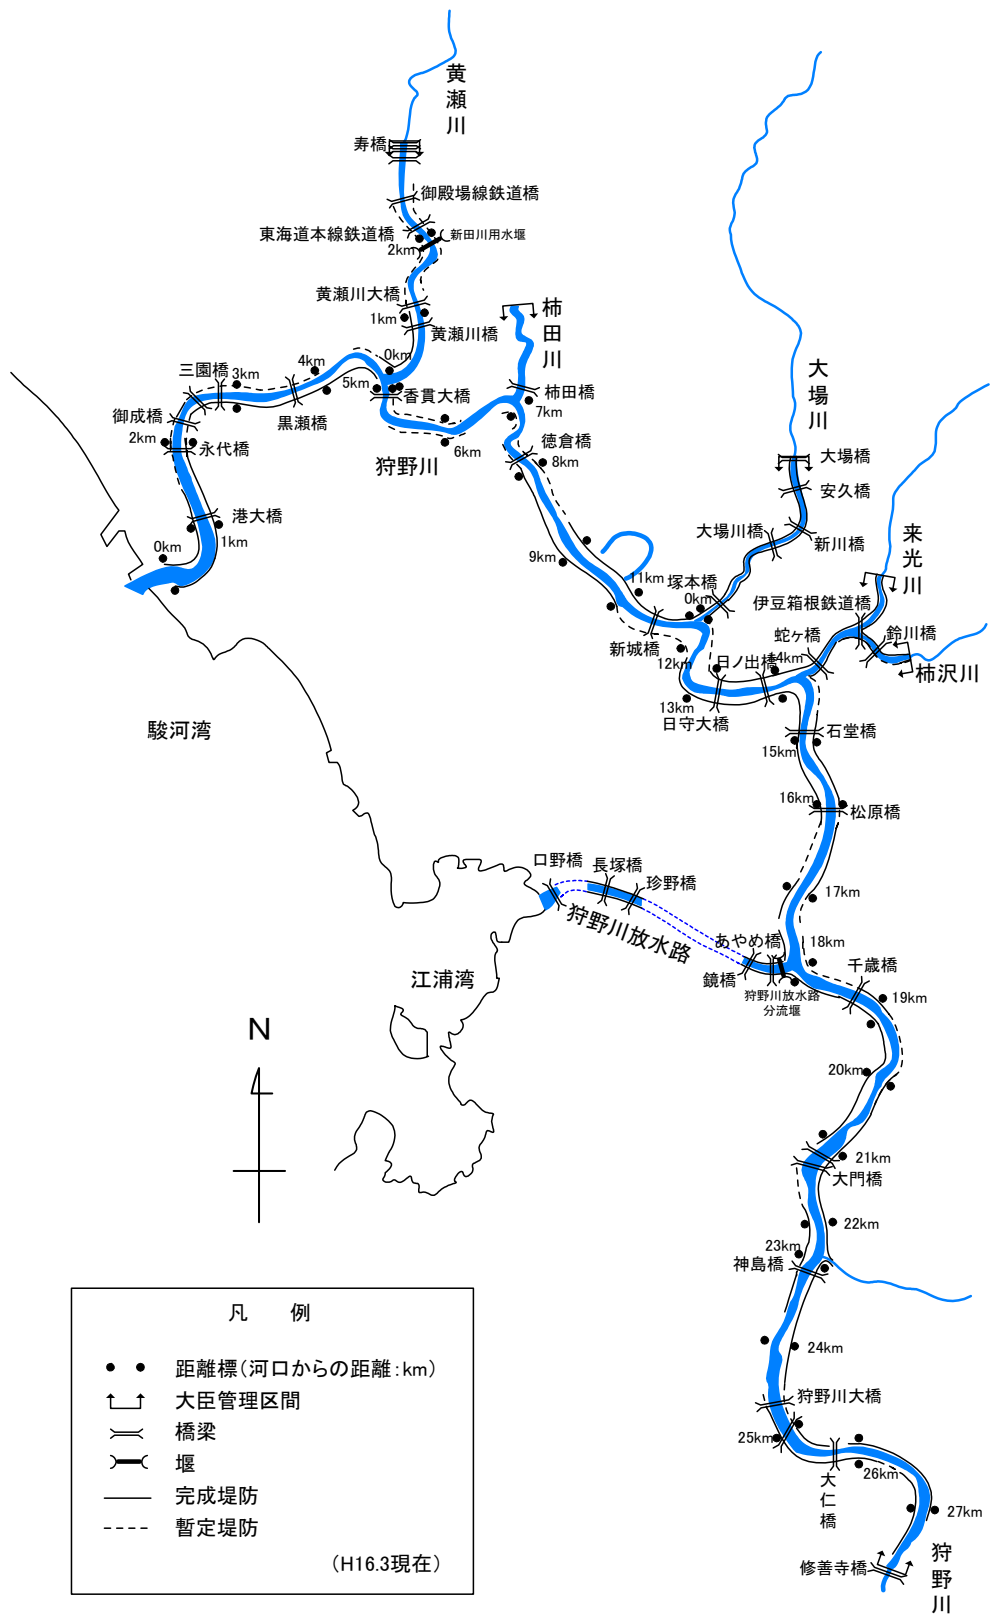 黄瀬川
寿橋
御殿場線鉄道橋
東海道本線鉄道橋
新田川用水堰
2km
黄瀬川大橋
1km
黄瀬川橋
柿田川
0km
三園橋
3km
4km
5km
香貫大橋
柿田橋
7km
御成橋
黒瀬橋
2km
永代橋
6km
狩野川
徳倉橋
8km
大場川
大場橋
安久橋
港大橋
1km
0km
大場川橋
新川橋
来光川
9km
11km
塚本橋
0km
伊豆箱根鉄道橋
新城橋
蛇ヶ橋
鈴川橋
12km
日ノ出橋
14km
柿沢川
13km
日守大橋
駿河湾
石堂橋
15km
16km
松原橋
口野橋
長塚橋
珍野橋
17km
狩野川放水路
あやめ橋
18km
鏡橋
千歳橋
江浦湾
狩野川放水路
分流堰
19km
N
20km
21km
大門橋
22km
23km
神島橋
24km
狩野川大橋
25km
26km
大仁橋
27km
修善寺橋
狩野川
凡 例
距離標(河口からの距離:km)
大臣管理区間
橋梁
堰
完成堤防
暫定堤防
(H16.3現在)